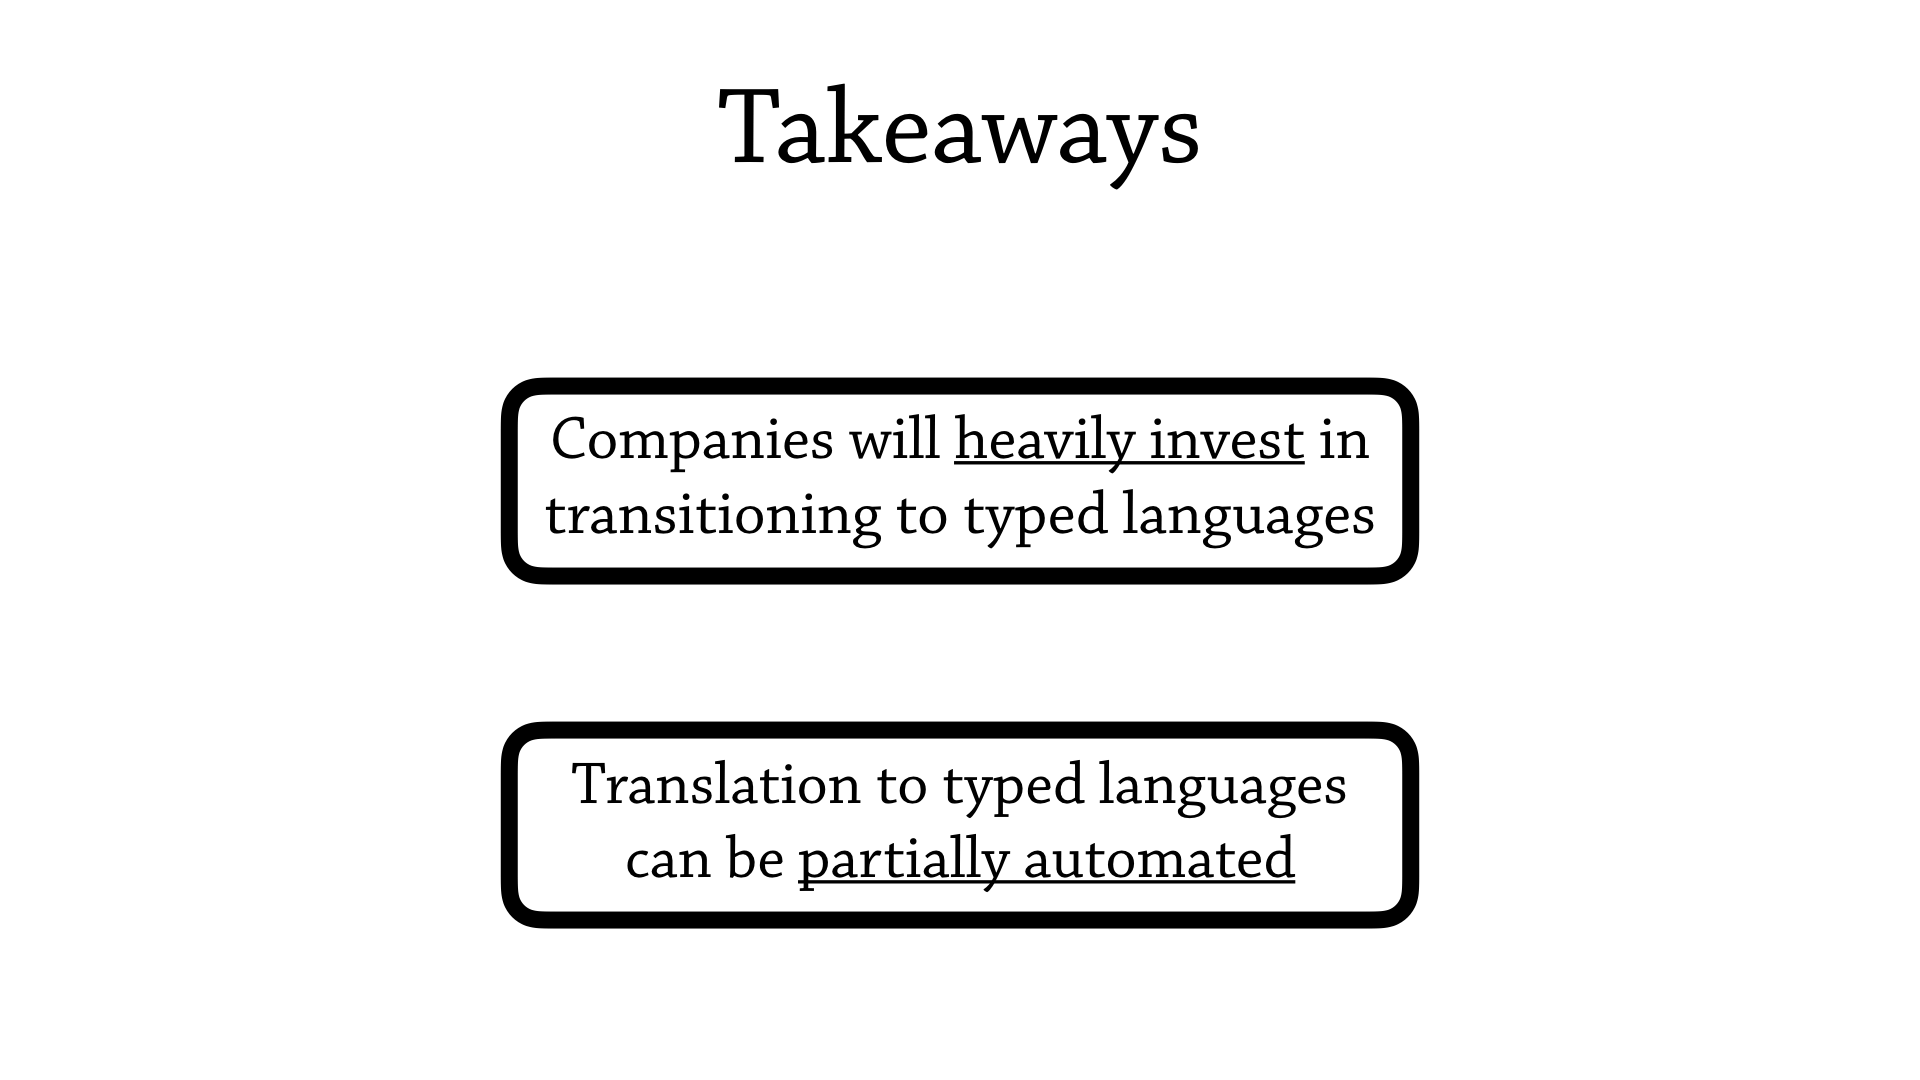 Takeaways
Companies will heavily invest in
transitioning to typed languages
Translation to typed languages
can be partially automated